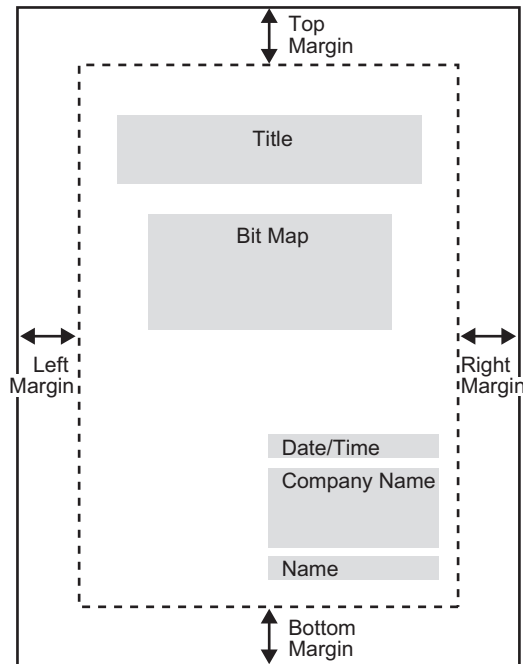 Top
Margin
Title
Bit Map
Left
Margin
Right
Margin
Date/Time
Company Name
Name
Bottom
Margin